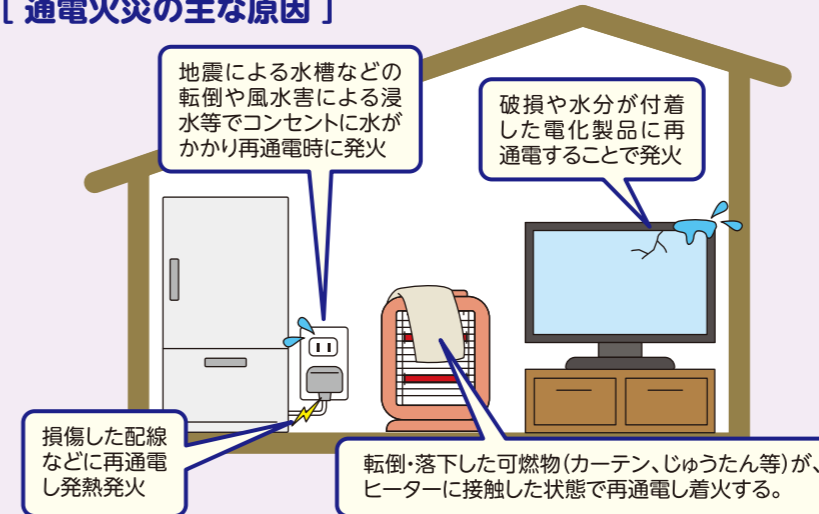 [ 通電火災の主な原因 ]
地震による水槽などの
転倒や風水害による浸
水等でコンセントに水が
かかり再通電時に発火
破損や水分が付着
した電化製品に再
通電することで発火
損傷した配線
などに再通電
し発熱発火
転倒・落下した可燃物(カーテン、じゅうたん等)が、
ヒーターに接触した状態で再通電し着火する。